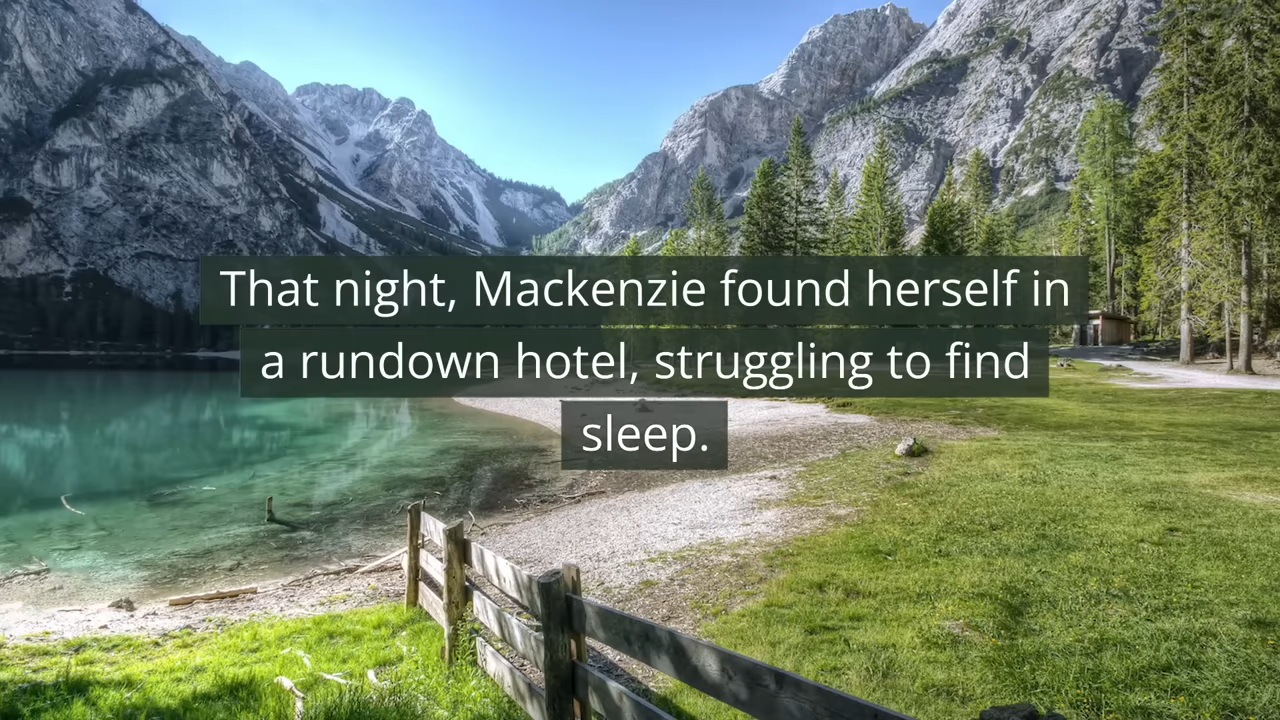 That night, Mackenzie found herself in
a rundown hotel, struggling to find
sleep.